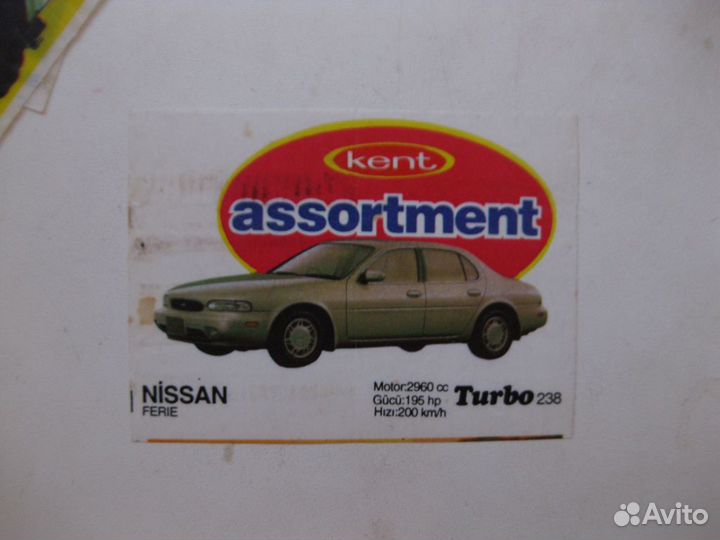 kent
assortment
NİSSAN
FERIE
Motor:2960 cc
Gücü:195 hp
Hızı:200 km/h
Turbo 238
Avito